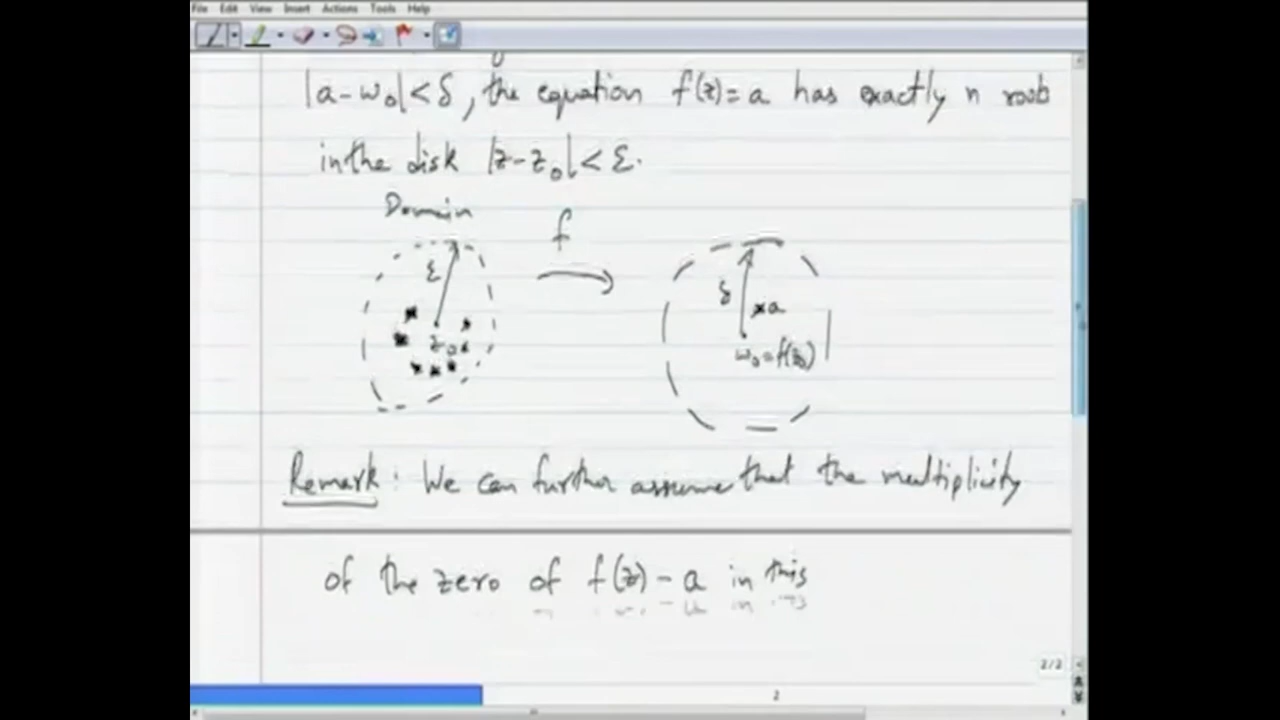 File Edit View Insert Actions Tools Help
|a-w₀| < δ, the equation f(z) = a has exactly n roots
in the disk |z-z₀| < ε.
Domain
f
ε
z₀
δ
a
w₀ = f(z₀)
Remark: We can further assume that the multiplicity
of the zero of f(z) - a in this
2/2
2